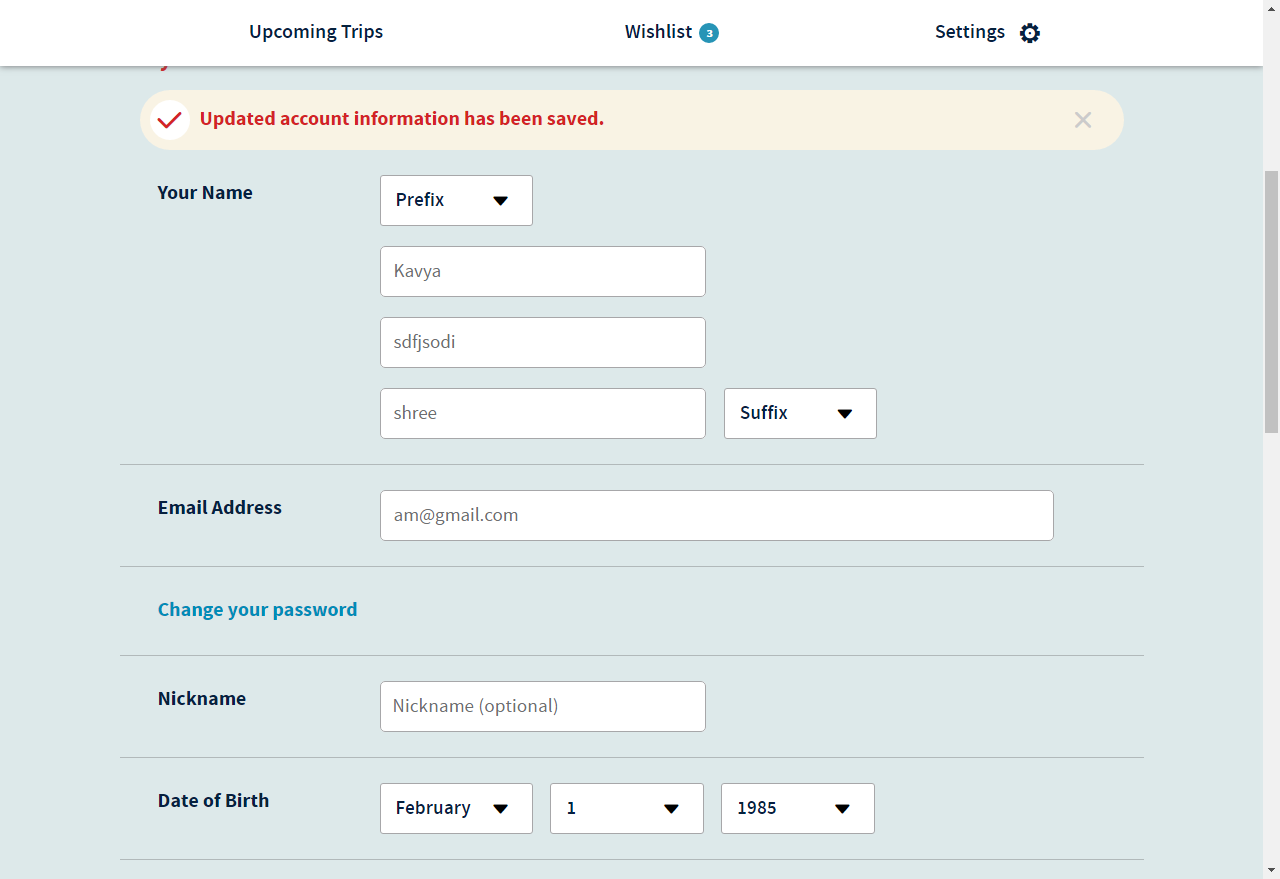 Upcoming Trips
Wishlist 3
Settings
Updated account information has been saved.
Your Name
Prefix
Kavya
sdfjsodi
shree
Suffix
Email Address
am@gmail.com
Change your password
Nickname
Nickname (optional)
Date of Birth
February
1
1985